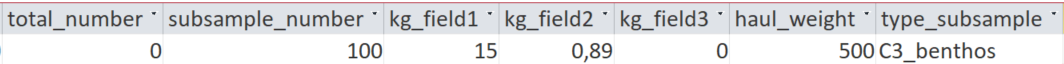 total_number subsample_number kg_field1 kg_field2 kg_field3 haul_weight type_subsample
0 100 15 0,89 0 500 C3_benthos